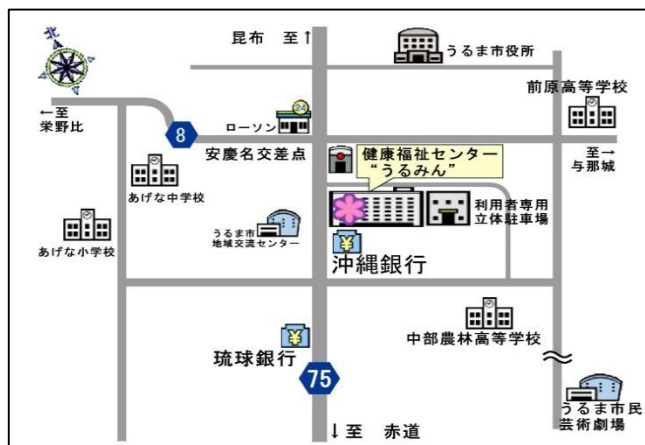 北
昆布 至↑
うるま市役所
前原高等学校
←至
栄野比
8
ローソン
24
安慶名交差点
健康福祉センター
“うるみん”
至→
与那城
あげな中学校
利用者専用
立体駐車場
あげな小学校
うるま市
地域交流センター
¥
沖縄銀行
中部農林高等学校
¥
琉球銀行
75
うるま市民
芸術劇場
↓至 赤道